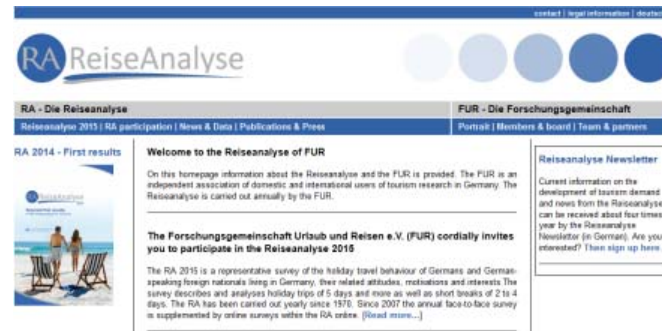 contact | legal information | deutsch
RA ReiseAnalyse
RA - Die Reiseanalyse
FUR - Die Forschungsgemeinschaft
Reiseanalyse 2015 | RA participation | News & Data | Publications & Press
Portrait | Members & board | Team & partners
RA 2014 - First results
ReiseAnalyse
Welcome to the Reiseanalyse of FUR
On this homepage information about the Reiseanalyse and the FUR is provided. The FUR is an
independent association of domestic and international users of tourism research in Germany. The
Reiseanalyse is carried out annually by the FUR.
The Forschungsgemeinschaft Urlaub und Reisen e.V. (FUR) cordially invites
you to participate in the Reiseanalyse 2015
The RA 2015 is a representative survey of the holiday travel behaviour of Germans and German-
speaking foreign nationals living in Germany, their related attitudes, motivations and interests The
survey describes and analyses holiday trips of 5 days and more as well as short breaks of 2 to 4
days. The RA has been carried out yearly since 1970. Since 2007 the annual face-to-face survey
is supplemented by online surveys within the RA online. [Read more...]
Reiseanalyse Newsletter
Current information on the
development of tourism demand
and news from the Reiseanalyse
can be received about four times
year by the Reiseanalyse
Newsletter (in German). Are you
interested? Then sign up here